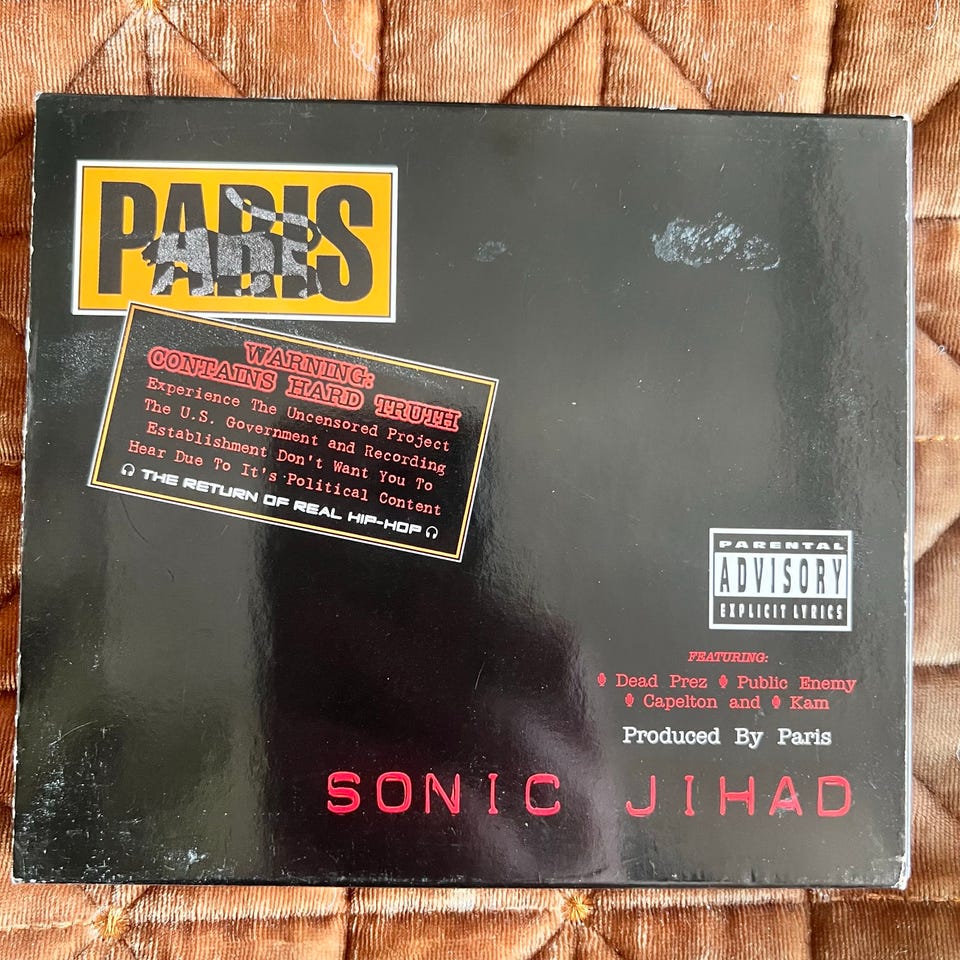 PARIS
WARNING:
CONTAINS HARD TRUTH
Experience The Uncensored Project
The U.S. Government and Recording
Establishment Don't Want You To
Hear Due To It's Political Content
THE RETURN OF REAL HIP-HOP
PARENTAL
ADVISORY
EXPLICIT LYRICS
FEATURING:
Dead Prez Public Enemy
Capelton and Kam
Produced By Paris
SONIC JIHAD